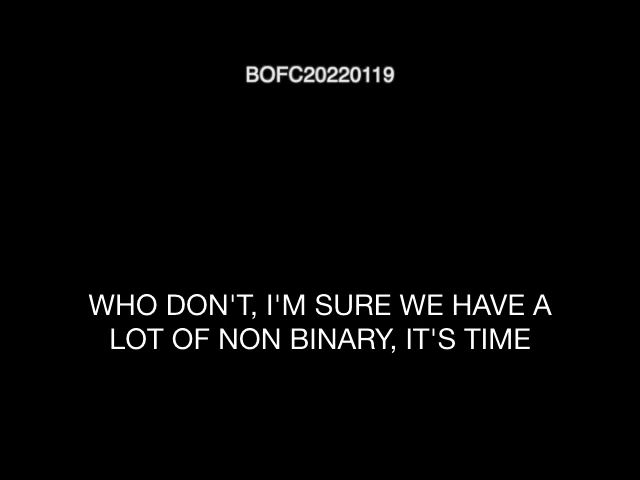 BOFC20220119
WHO DON'T, I'M SURE WE HAVE A
LOT OF NON BINARY, IT'S TIME